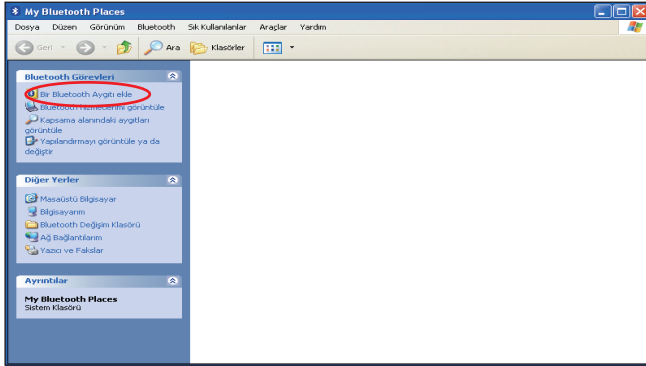 My Bluetooth Places
Dosya Düzen Görünüm Bluetooth Sık Kullanılanlar Araçlar Yardım
Geri Ara Klasörler
Bluetooth Görevleri
Bir Bluetooth Aygıtı ekle
Bluetooth hizmetlerimi görüntüle
Kapsama alanındaki aygıtları
görüntüle
Yapılandırmayı görüntüle ya da
değiştir
Diğer Yerler
Masaüstü Bilgisayar
Bilgisayarım
Bluetooth Değişim Klasörü
Ağ Bağlantılarım
Yazıcı ve Fakslar
Ayrıntılar
My Bluetooth Places
Sistem Klasörü